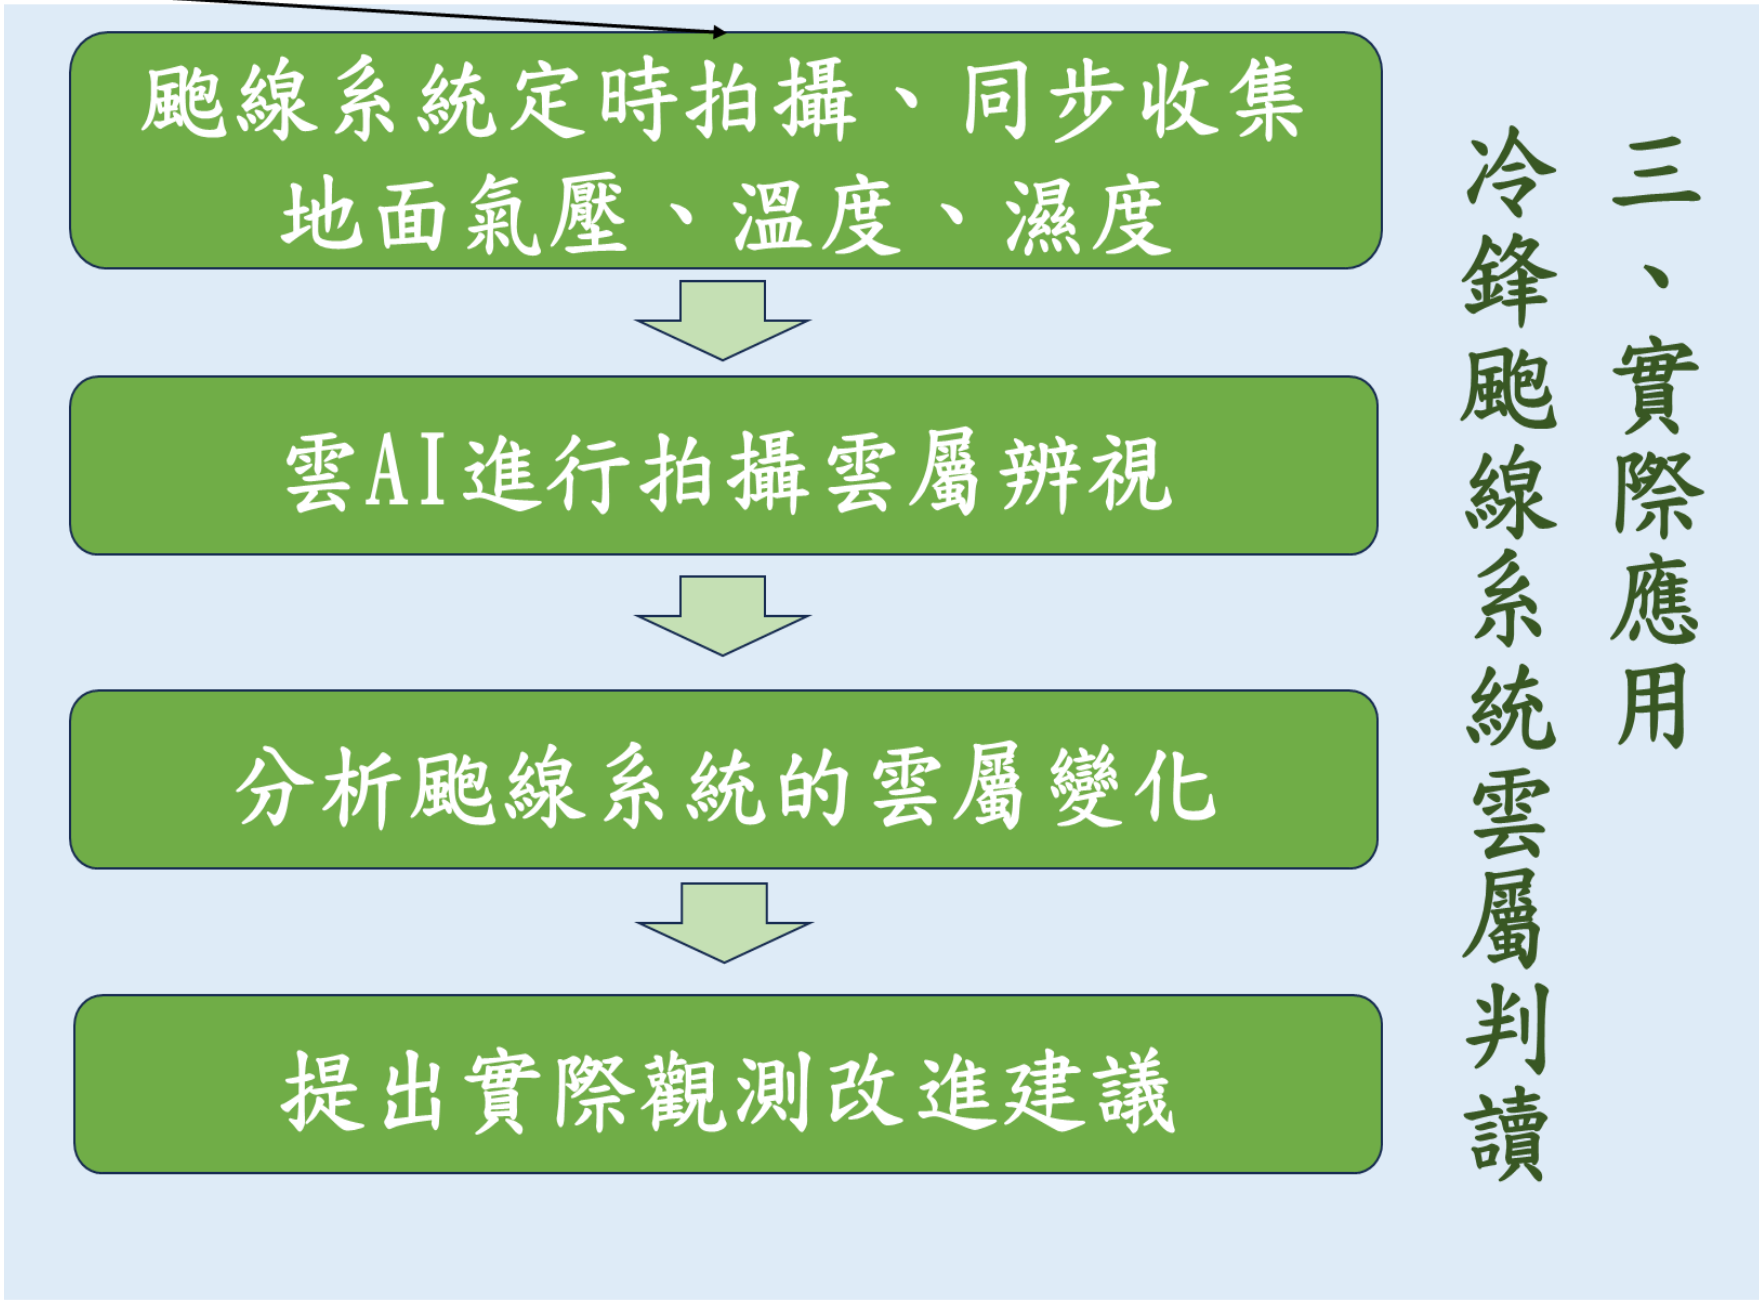 三、實際應用
冷鋒颮線系統雲屬判讀
颮線系統定時拍攝、同步收集
地面氣壓、溫度、濕度
雲AI進行拍攝雲屬辨視
分析颮線系統的雲屬變化
提出實際觀測改進建議